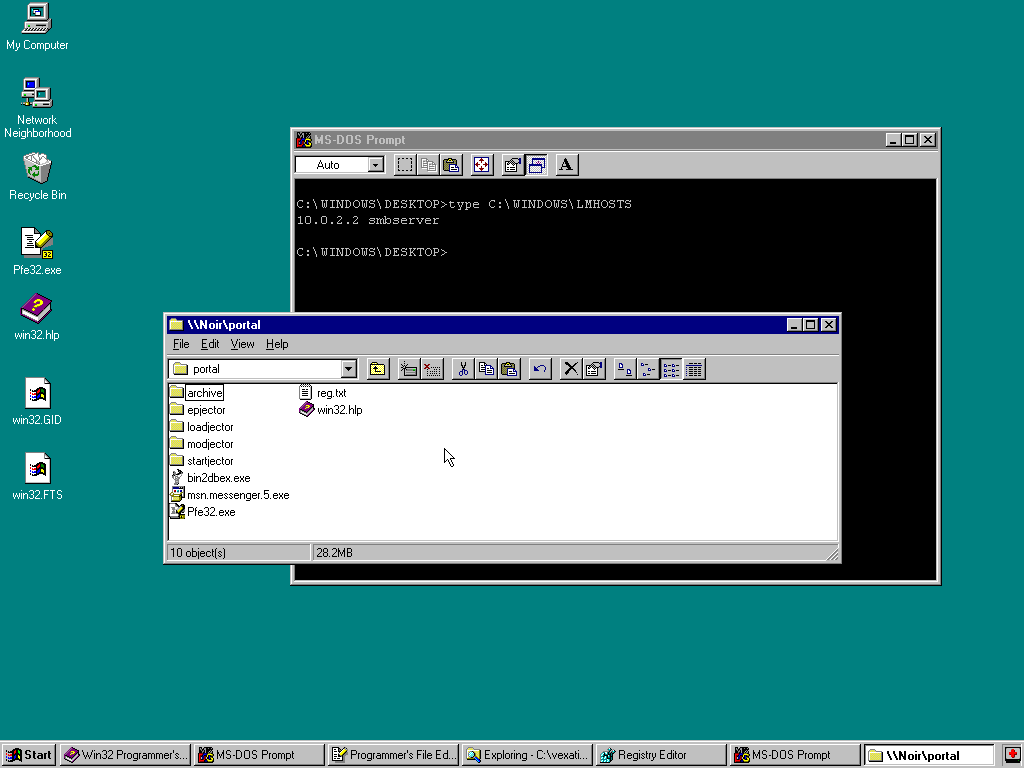 My Computer
Network
Neighborhood
Recycle Bin
Pfe32.exe
win32.hlp
win32.GID
win32.FTS
MS-DOS Prompt
Auto
A
C:\WINDOWS\DESKTOP>type C:\WINDOWS\LMHOSTS
10.0.2.2 smbserver
C:\WINDOWS\DESKTOP>
\\Noir\portal
File Edit View Help
portal
archive
epjector
loadjector
modjector
startjector
bin2dbex.exe
msn.messenger.5.exe
Pfe32.exe
reg.txt
win32.hlp
10 object(s) 28.2MB
Start Win32 Programmer's... MS-DOS Prompt Programmer's File Ed... Exploring - C:\vexati... Registry Editor MS-DOS Prompt \\Noir\portal